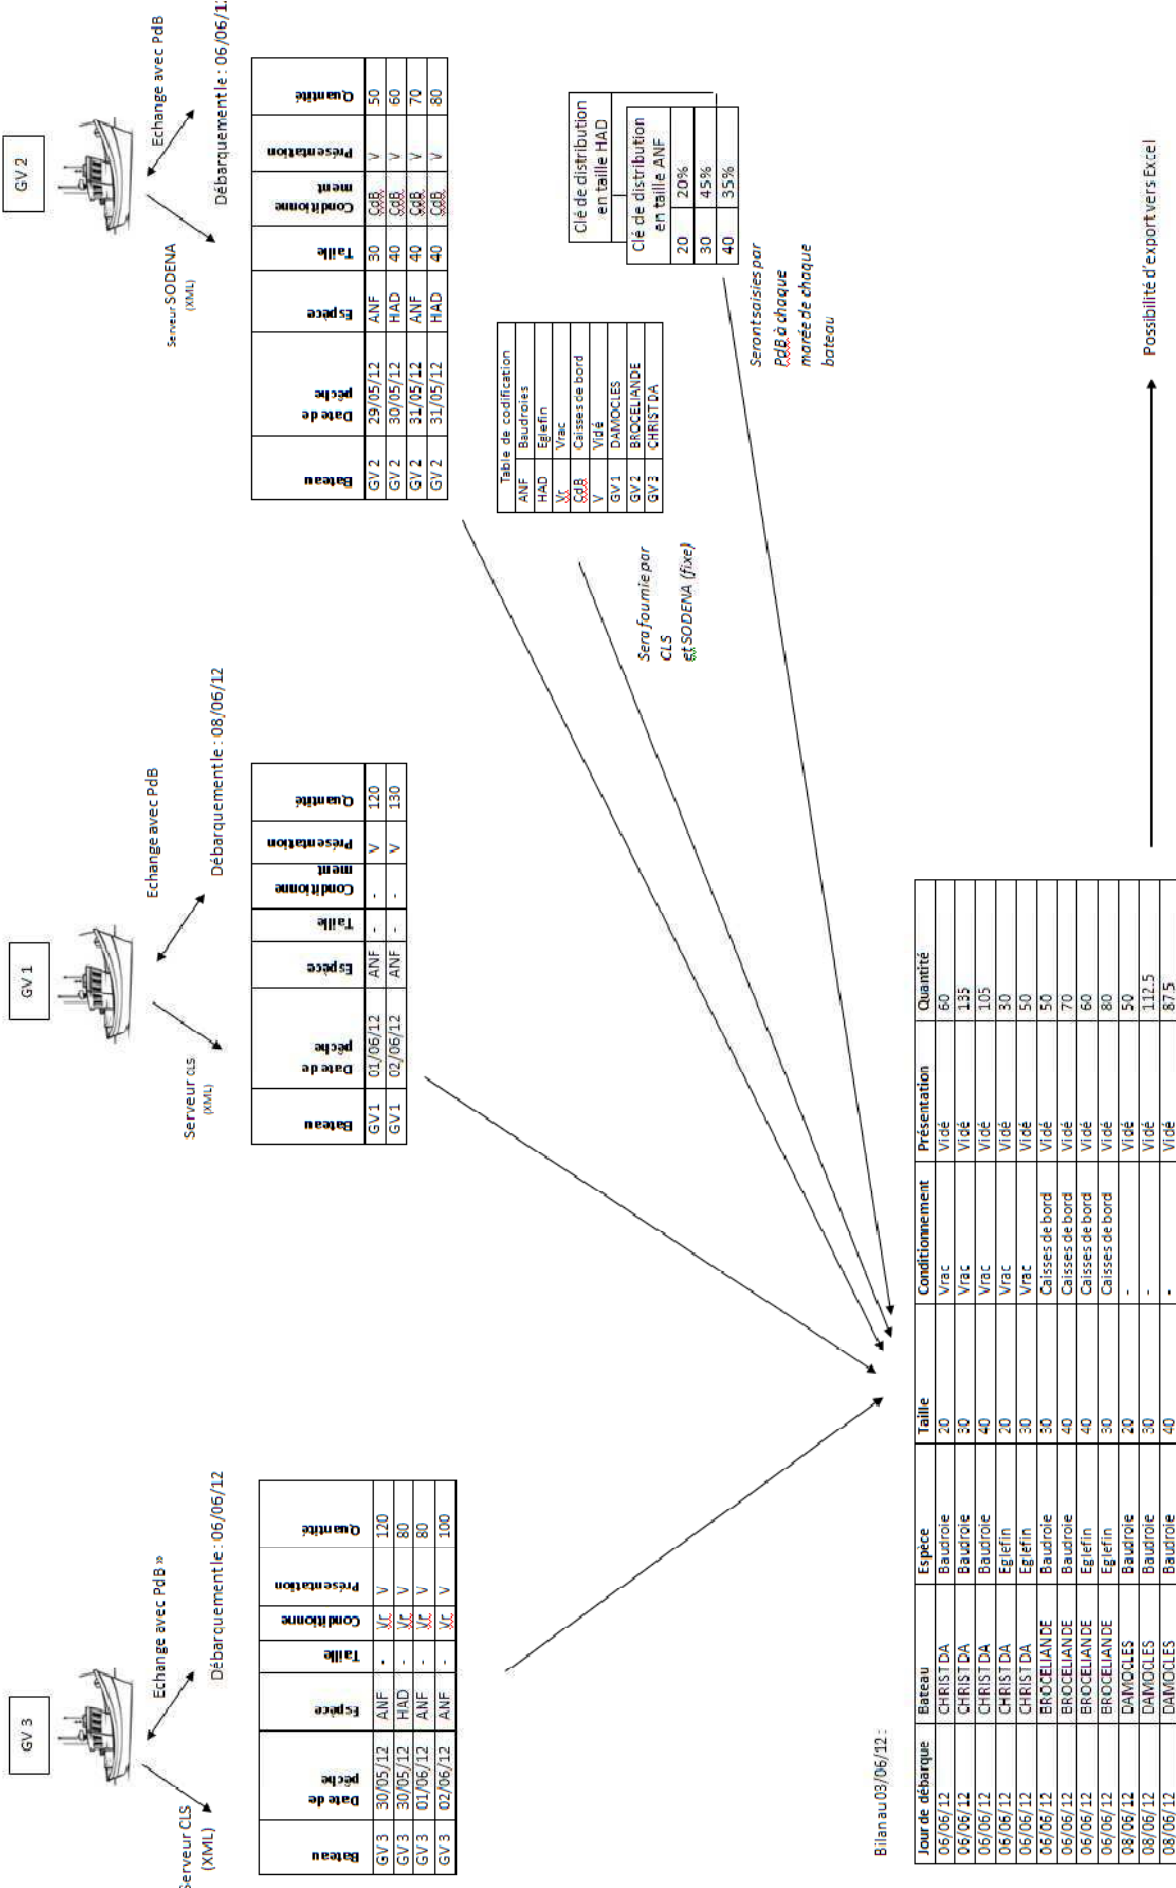 GV 3
Echange avec PdB »
Serveur CLS
(XML)
Débarquement le : 06/06/12
Bateau Date de pêche Espèce Taille Conditionne Présentation Quantité
GV 3 30/05/12 ANF - Vr V 120
GV 3 30/05/12 HAD - Vr V 80
GV 3 01/06/12 ANF - Vr V 80
GV 3 02/06/12 ANF - Vr V 100
GV 1
Echange avec PdB
Serveur CLS
(XML)
Débarquement le : 08/06/12
Bateau Date de pêche Espèce Taille Conditionne ment Présentation Quantité
GV1 01/06/12 ANF - - V 120
GV1 02/06/12 ANF - - V 130
GV 2
Echange avec PdB
Serveur SODENA
(XML)
Débarquement le : 06/06/1
Bateau Date de pêche Espèce Taille Conditionne ment Présentation Quantité
GV 2 29/05/12 ANF 30 CdB V 50
GV 2 30/05/12 HAD 40 CdB V 60
GV 2 31/05/12 ANF 40 CdB V 70
GV 2 31/05/12 HAD 40 CdB V 80
Table de codification
ANF Baudroies
HAD Eglefin
Vr Vrac
CdB Caisses de bord
V Vidé
GV 1 DAMOCLES
GV 2 BROCELIANDE
GV 3 CHRIST DA
Sera fournie par
CLS
et SODENA (fixe)
Clé de distribution
en taille HAD
Clé de distribution
en taille ANF
20 20%
30 45%
40 35%
Seront saisies par
PdB à chaque
marée de chaque
bateau
Bilan au 03/06/12 :
Jour de débarque Bateau Espèce Taille Conditionnement Présentation Quantité
06/06/12 CHRIST DA Baudroie 20 Vrac Vidé 60
06/06/12 CHRIST DA Baudroie 30 Vrac Vidé 135
06/06/12 CHRIST DA Baudroie 40 Vrac Vidé 105
06/06/12 CHRIST DA Eglefin 20 Vrac Vidé 30
06/06/12 CHRIST DA Eglefin 30 Vrac Vidé 50
06/06/12 BROCELIANDE Baudroie 30 Caisses de bord Vidé 50
06/06/12 BROCELIANDE Baudroie 40 Caisses de bord Vidé 70
06/06/12 BROCELIANDE Eglefin 40 Caisses de bord Vidé 60
06/06/12 BROCELIANDE Eglefin 30 Caisses de bord Vidé 80
08/06/12 DAMOCLES Baudroie 20 - Vidé 50
08/06/12 DAMOCLES Baudroie 30 - Vidé 112.5
08/06/12 DAMOCLES Baudroie 40 - Vidé 87.5
Possibilité d'export vers Excel